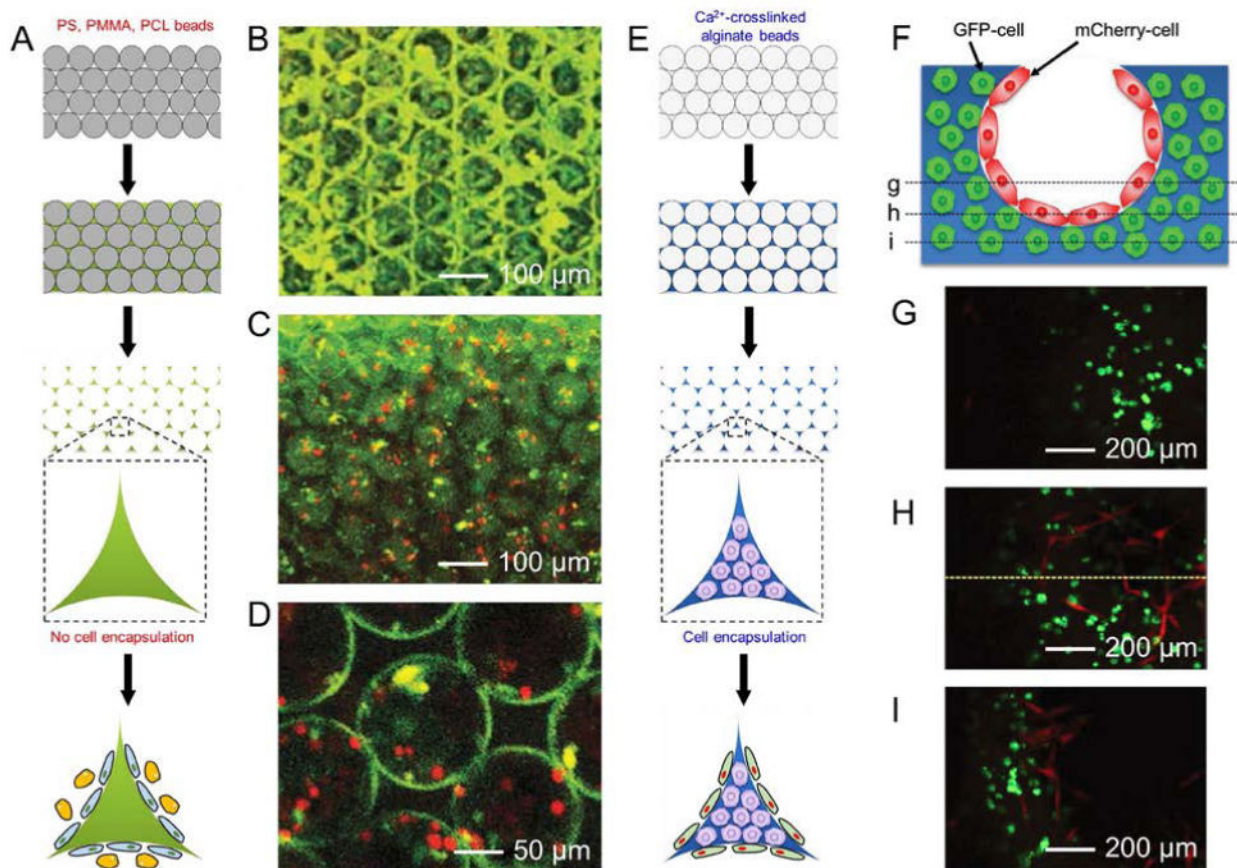 A
PS, PMMA, PCL beads
No cell encapsulation
B
100 µm
C
100 µm
D
50 µm
E
Ca²⁺-crosslinked
alginate beads
Cell encapsulation
F
GFP-cell
mCherry-cell
g
h
i
G
200 µm
H
200 µm
I
200 µm